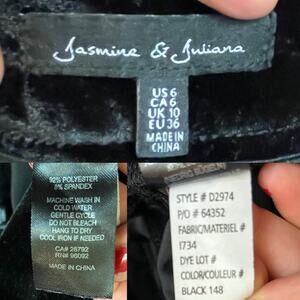 Jasmine & Juliana
US 6
CA 6
UK 10
EU 36
MADE IN
CHINA
92% POLYESTER
8% SPANDEX
MACHINE WASH IN
COLD WATER
GENTLE CYCLE
DO NOT BLEACH
HANG TO DRY
COOL IRON IF NEEDED
CA# 26792
RN# 96092
MADE IN CHINA
STYLE # D2974
P/O # 64352
FABRIC/MATERIEL #
I734
DYE LOT #
COLOR/COULEUR #
BLACK 148